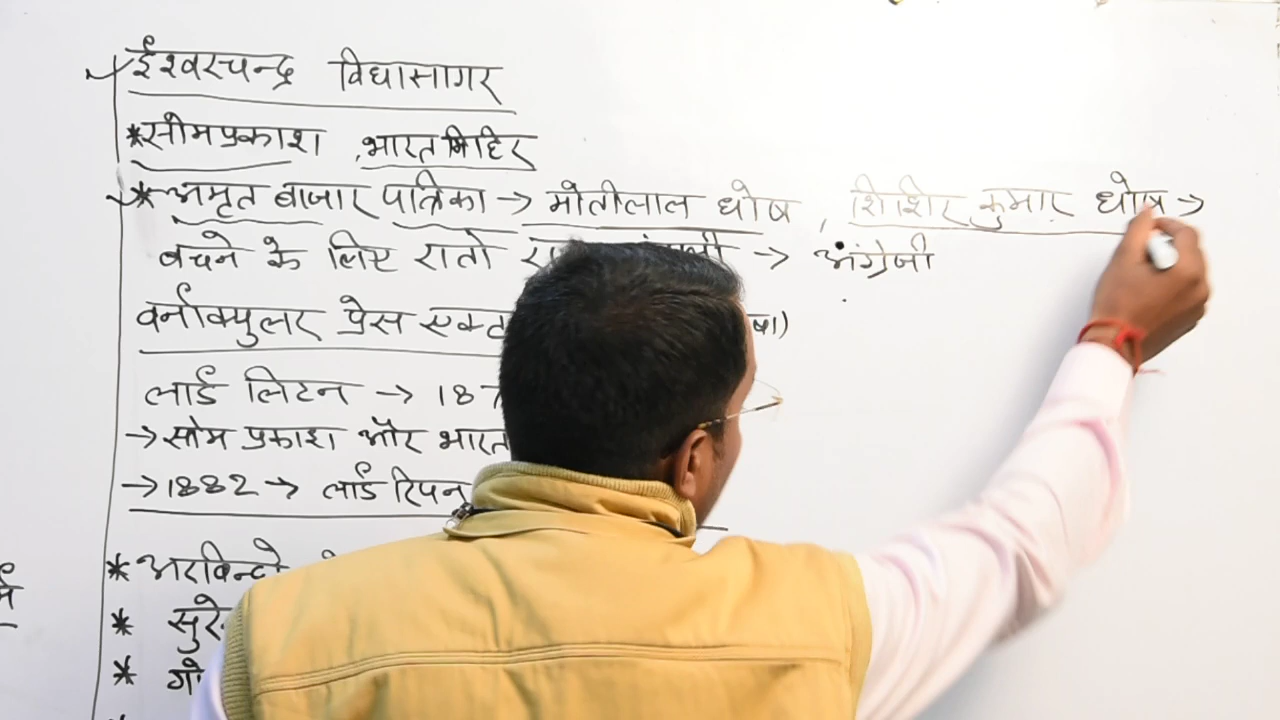 ईश्वरचन्द्र विद्यासागर
* सोमप्रकाश , भारत मिहिर
* अमृत बाजार पत्रिका → मोतीलाल घोष , शिशिर कुमार घोष →
बचने के लिए रातो → अंग्रेजी
वर्नाक्युलर प्रेस एक्ट
लार्ड लिटन → 187
→ सोम प्रकाश और भारत
→ 1882 → लार्ड रिपन
* अरविन्दो
* सुरे
*